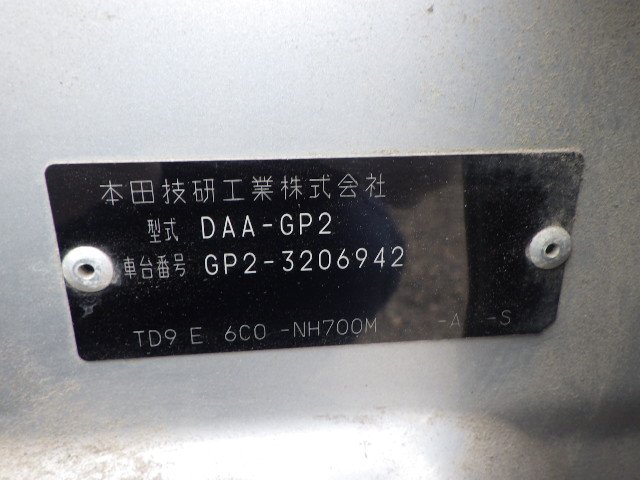 本田技研工業株式会社
型式 DAA-GP2
車台番号 GP2-3206942
TD9 E 6C0 -NH700M -A -S